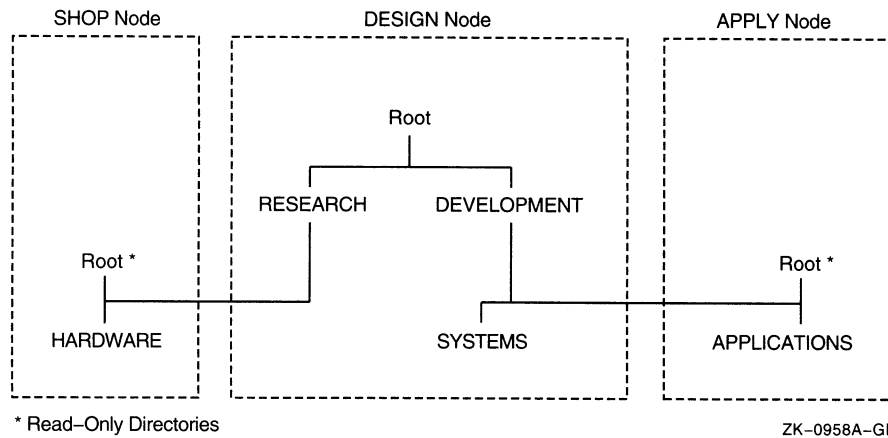 SHOP Node
DESIGN Node
APPLY Node
Root
RESEARCH
DEVELOPMENT
Root *
Root *
HARDWARE
SYSTEMS
APPLICATIONS
* Read–Only Directories